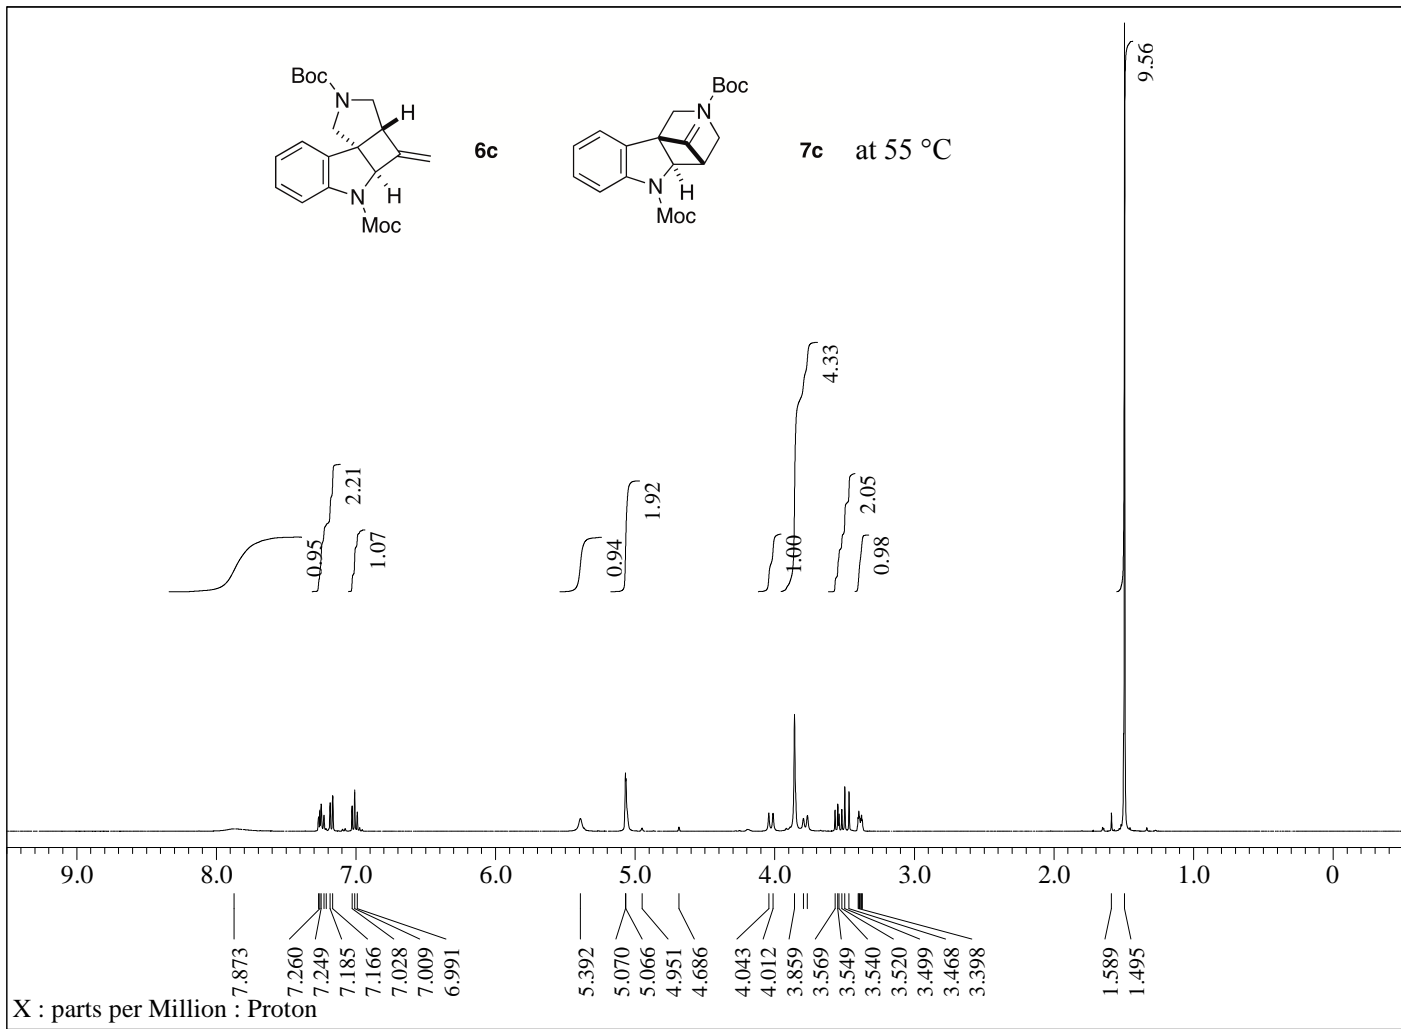 Boc
N
H
H
N
Moc
6c
Boc
N
N
H
Moc
7c at 55 °C
9.56
4.33
2.21
0.95
1.07
0.94
1.92
1.00
2.05
0.98
9.0 8.0 7.0 6.0 5.0 4.0 3.0 2.0 1.0 0
7.873
7.260
7.249
7.185
7.166
7.028
7.009
6.991
5.392
5.070
5.066
4.951
4.686
4.043
4.012
3.859
3.569
3.549
3.540
3.520
3.499
3.468
3.398
1.589
1.495
X : parts per Million : Proton